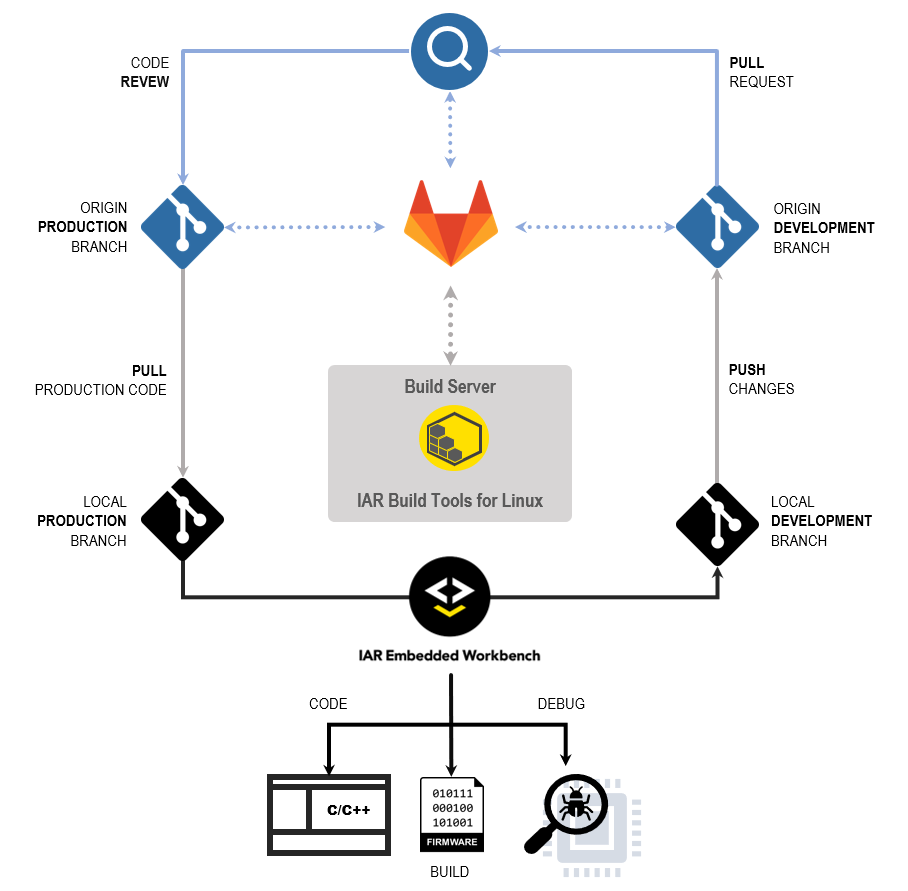 CODE
REVEW
PULL
REQUEST
ORIGIN
PRODUCTION
BRANCH
ORIGIN
DEVELOPMENT
BRANCH
PULL
PRODUCTION CODE
Build Server
IAR Build Tools for Linux
PUSH
CHANGES
LOCAL
PRODUCTION
BRANCH
LOCAL
DEVELOPMENT
BRANCH
IAR Embedded Workbench
CODE
DEBUG
C/C++
010111
000100
101001
FIRMWARE
BUILD